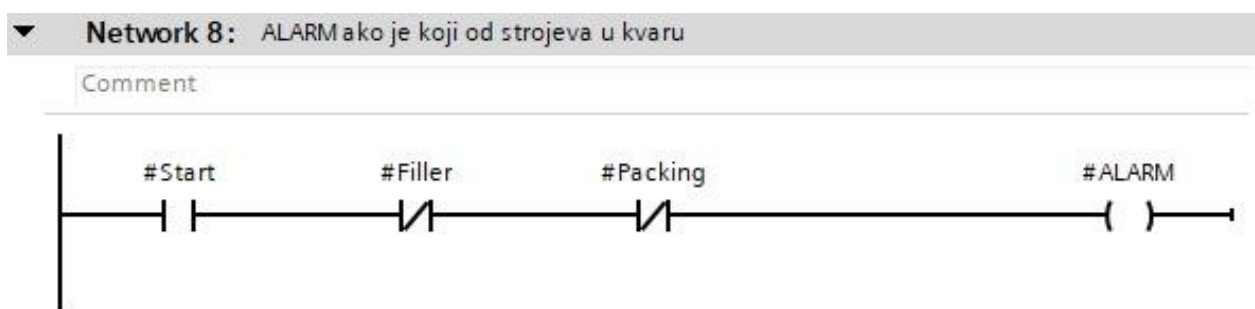 Network 8: ALARM ako je koji od strojeva u kvaru
Comment
#Start #Filler #Packing #ALARM